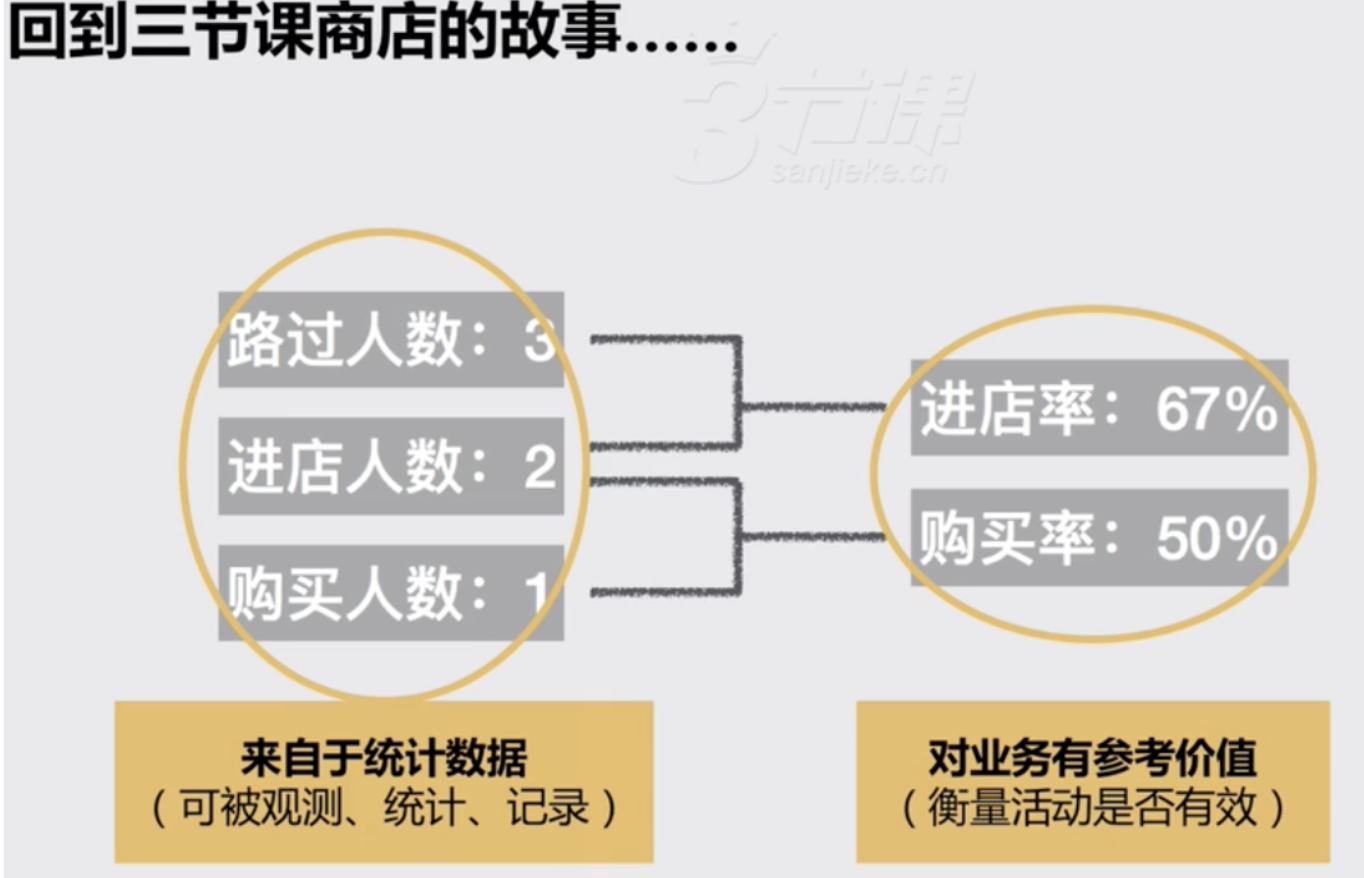 回到三节课商店的故事......
3节课
sanjieke.cn
路过人数：3
进店人数：2
购买人数：1
进店率：67%
购买率：50%
来自于统计数据
（可被观测、统计、记录）
对业务有参考价值
（衡量活动是否有效）